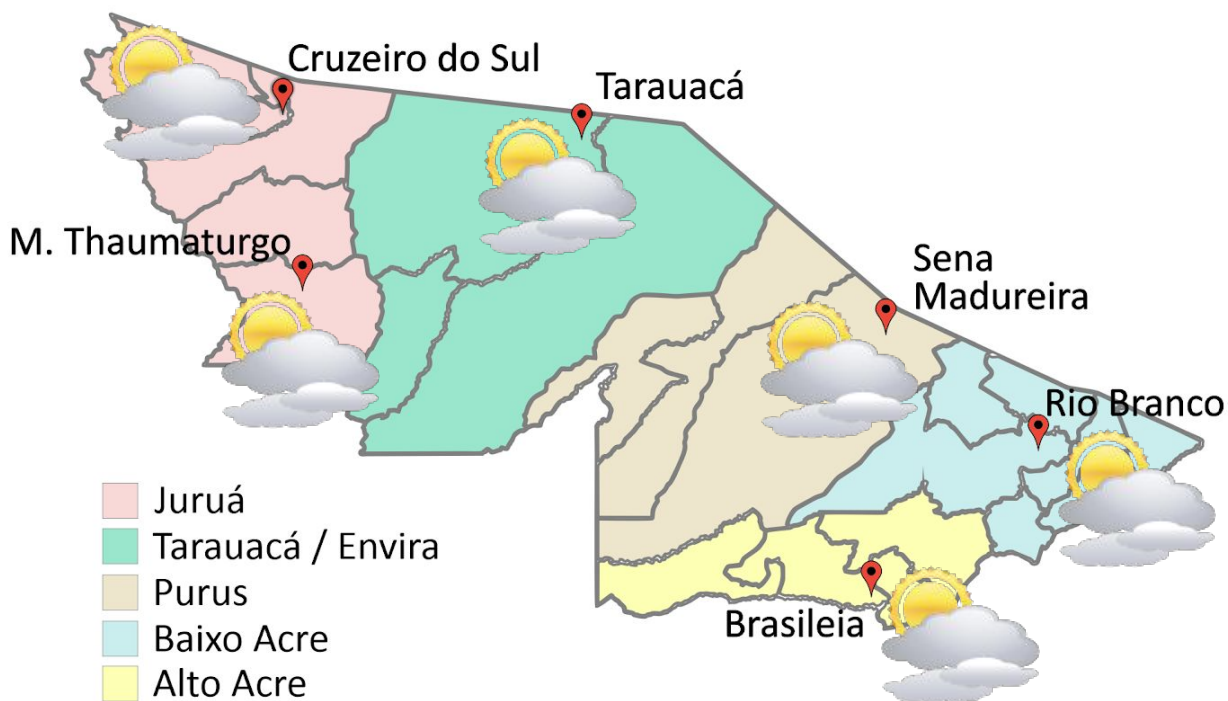 Cruzeiro do Sul
Tarauacá
M. Thaumaturgo
Sena
Madureira
Rio Branco
Brasileia
Juruá
Tarauacá / Envira
Purus
Baixo Acre
Alto Acre